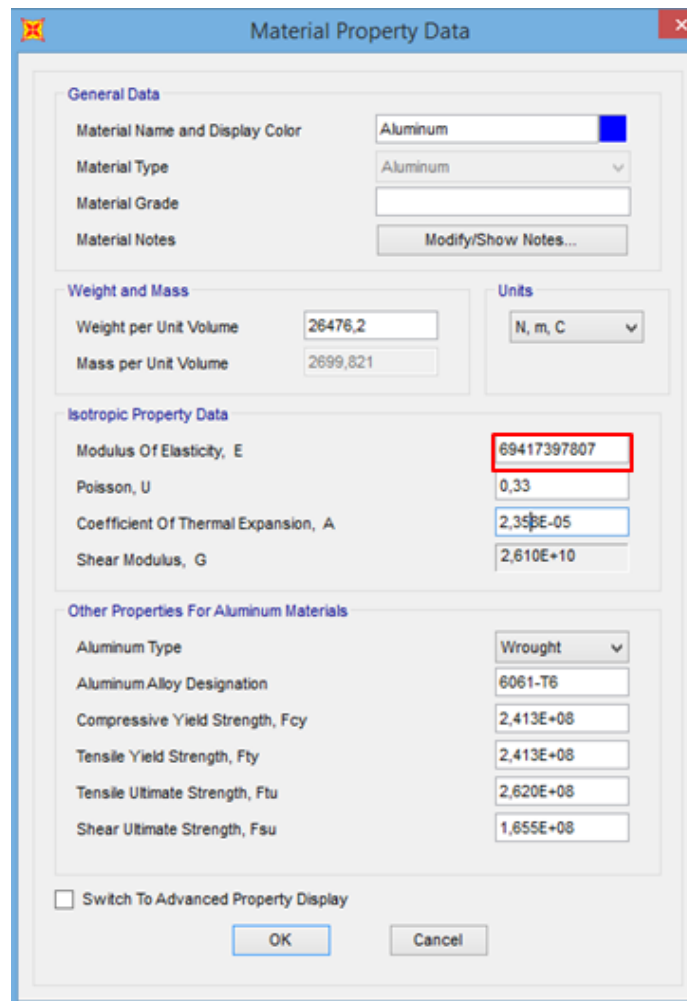 Material Property Data
General Data
Material Name and Display Color Aluminum
Material Type Aluminum
Material Grade
Material Notes Modify/Show Notes...
Weight and Mass
Weight per Unit Volume 26476,2
Mass per Unit Volume 2699,821
Units
N, m, C
Isotropic Property Data
Modulus Of Elasticity, E 69417397807
Poisson, U 0,33
Coefficient Of Thermal Expansion, A 2,358E-05
Shear Modulus, G 2,610E+10
Other Properties For Aluminum Materials
Aluminum Type Wrought
Aluminum Alloy Designation 6061-T6
Compressive Yield Strength, Fcy 2,413E+08
Tensile Yield Strength, Fty 2,413E+08
Tensile Ultimate Strength, Ftu 2,620E+08
Shear Ultimate Strength, Fsu 1,655E+08
Switch To Advanced Property Display
OK Cancel